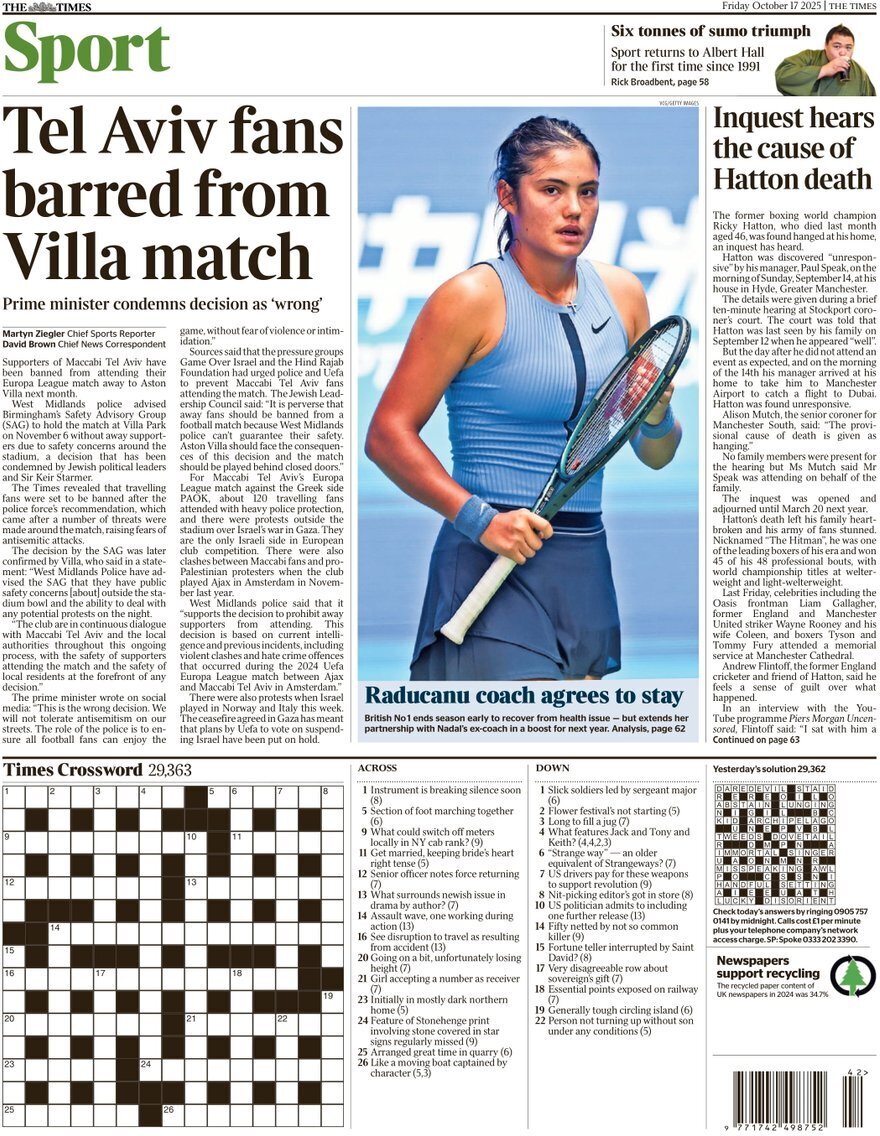 THE TIMES
Friday October 17 2025 | THE TIMES
Sport
Six tonnes of sumo triumph
Sport returns to Albert Hall
for the first time since 1991
Rick Broadbent, page 58
Tel Aviv fans
barred from
Villa match
Prime minister condemns decision as ‘wrong’
Martyn Ziegler Chief Sports Reporter
David Brown Chief News Correspondent
Supporters of Maccabi Tel Aviv have
been banned from attending their
Europa League match away to Aston
Villa next month.
West Midlands police advised
Birmingham’s Safety Advisory Group
(SAG) to hold the match at Villa Park
on November 6 without away support-
ers due to safety concerns around the
stadium, a decision that has been
condemned by Jewish political leaders
and Sir Keir Starmer.
The Times revealed that travelling
fans were set to be banned after the
police force’s recommendation, which
came after a number of threats were
made around the match, raising fears of
antisemitic attacks.
The decision by the SAG was later
confirmed by Villa, who said in a state-
ment: “West Midlands Police have ad-
vised the SAG that they have public
safety concerns [about] outside the sta-
dium bowl and the ability to deal with
any potential protests on the night.
“The club are in continuous dialogue
with Maccabi Tel Aviv and the local
authorities throughout this ongoing
process, with the safety of supporters
attending the match and the safety of
local residents at the forefront of any
decision.”
The prime minister wrote on social
media: “This is the wrong decision. We
will not tolerate antisemitism on our
streets. The role of the police is to en-
sure all football fans can enjoy the
game, without fear of violence or intim-
idation.”
Sources said that the pressure groups
Game Over Israel and the Hind Rajab
Foundation had urged police and Uefa
to prevent Maccabi Tel Aviv fans
attending the match. The Jewish Lead-
ership Council said: “It is perverse that
away fans should be banned from a
football match because West Midlands
police can’t guarantee their safety.
Aston Villa should face the consequen-
ces of this decision and the match
should be played behind closed doors.”
For Maccabi Tel Aviv’s Europa
League match against the Greek side
PAOK, about 120 travelling fans
attended with heavy police protection,
and there were protests outside the
stadium over Israel’s war in Gaza. They
are the only Israeli side in European
club competition. There were also
clashes between Maccabi fans and pro-
Palestinian protesters when the club
played Ajax in Amsterdam in Novem-
ber last year.
West Midlands police said that it
“supports the decision to prohibit away
supporters from attending. This
decision is based on current intelli-
gence and previous incidents, including
violent clashes and hate crime offences
that occurred during the 2024 Uefa
Europa League match between Ajax
and Maccabi Tel Aviv in Amsterdam.”
There were also protests when Israel
played in Norway and Italy this week.
The ceasefire agreed in Gaza has meant
that plans by Uefa to vote on suspend-
ing Israel have been put on hold.
VCG/GETTY IMAGES
Raducanu coach agrees to stay
British No1 ends season early to recover from health issue — but extends her
partnership with Nadal’s ex-coach in a boost for next year. Analysis, page 62
Inquest hears
the cause of
Hatton death
The former boxing world champion
Ricky Hatton, who died last month
aged 46, was found hanged at his home,
an inquest has heard.
Hatton was discovered “unrespon-
sive” by his manager, Paul Speak, on the
morning of Sunday, September 14, at his
house in Hyde, Greater Manchester.
The details were given during a brief
ten-minute hearing at Stockport coro-
ner’s court. The court was told that
Hatton was last seen by his family on
September 12 when he appeared “well”.
But the day after he did not attend an
event as expected, and on the morning
of the 14th his manager arrived at his
home to take him to Manchester
Airport to catch a flight to Dubai.
Hatton was found unresponsive.
Alison Mutch, the senior coroner for
Manchester South, said: “The provi-
sional cause of death is given as
hanging.”
No family members were present for
the hearing but Ms Mutch said Mr
Speak was attending on behalf of the
family.
The inquest was opened and
adjourned until March 20 next year.
Hatton’s death left his family heart-
broken and his army of fans stunned.
Nicknamed “The Hitman”, he was one
of the leading boxers of his era and won
45 of his 48 professional bouts, with
world championship titles at welter-
weight and light-welterweight.
Last Friday, celebrities including the
Oasis frontman Liam Gallagher,
former England and Manchester
United striker Wayne Rooney and his
wife Coleen, and boxers Tyson and
Tommy Fury attended a memorial
service at Manchester Cathedral.
Andrew Flintoff, the former England
cricketer and friend of Hatton, said he
feels a sense of guilt over what
happened.
In an interview with the You-
Tube programme Piers Morgan Uncen-
sored, Flintoff said: “I sat with him a
Continued on page 63
Times Crossword 29,363
1 2 3 4 5 6 7 8
9 10 11
12 13
14
15
16 17 18
19
20 21 22
23 24
25 26
ACROSS
1 Instrument is breaking silence soon
(8)
5 Section of foot marching together
(6)
9 What could switch off meters
locally in NY cab rank? (9)
11 Get married, keeping bride’s heart
right tense (5)
12 Senior officer notes force returning
(7)
13 What surrounds newish issue in
drama by author? (7)
14 Assault wave, one working during
action (13)
16 See disruption to travel as resulting
from accident (13)
20 Going on a bit, unfortunately losing
height (7)
21 Girl accepting a number as receiver
(7)
23 Initially in mostly dark northern
home (5)
24 Feature of Stonehenge print
involving stone covered in star
signs regularly missed (9)
25 Arranged great time in quarry (6)
26 Like a moving boat captained by
character (5,3)
DOWN
1 Slick soldiers led by sergeant major
(6)
2 Flower festival’s not starting (5)
3 Long to fill a jug (7)
4 What features Jack and Tony and
Keith? (4,4,2,3)
6 “Strange way” — an older
equivalent of Strangeways? (7)
7 US drivers pay for these weapons
to support revolution (9)
8 Nit-picking editor’s got in store (8)
10 US politician admits to including
one further release (13)
14 Fifty netted by not so common
killer (9)
15 Fortune teller interrupted by Saint
David? (8)
17 Very disagreeable row about
sovereign’s gift (7)
18 Essential points exposed on railway
(7)
19 Generally tough circling island (6)
22 Person not turning up without son
under any conditions (5)
Yesterday’s solution 29,362
DAREDEVIL STAID
ABSTAIN LUNGING
KID ARCHIPELAGO
TWEEDS DOVETAIL
IMMORTAL SINGER
MISSPEAKING AWL
HANDFUL SETTING
LUCKY DISORIENT
Check today’s answers by ringing 0905 757
0141 by midnight. Calls cost £1 per minute
plus your telephone company’s network
access charge. SP: Spoke 0333 202 3390.
Newspapers
support recycling
The recycled paper content of
UK newspapers in 2024 was 34.7%
42>
9 771742 498752